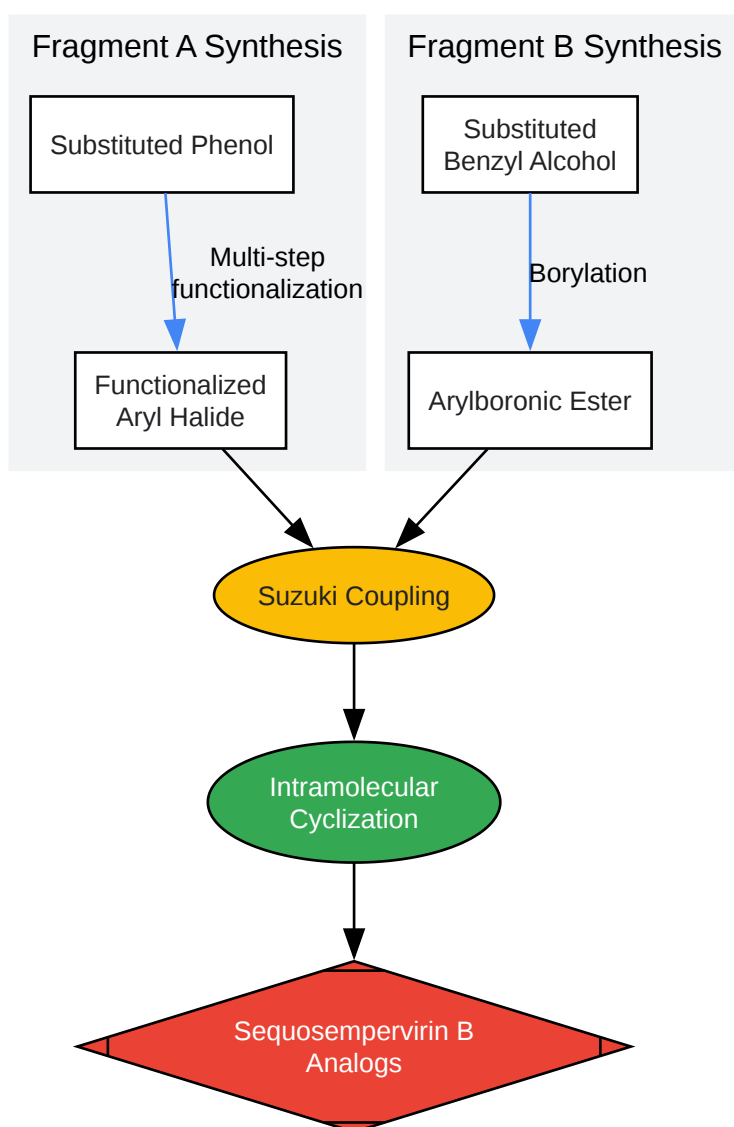 Fragment A Synthesis
Substituted Phenol
Multi-step
functionalization
Functionalized
Aryl Halide
Fragment B Synthesis
Substituted
Benzyl Alcohol
Borylation
Arylboronic Ester
Suzuki Coupling
Intramolecular
Cyclization
Sequosempervirin B
Analogs